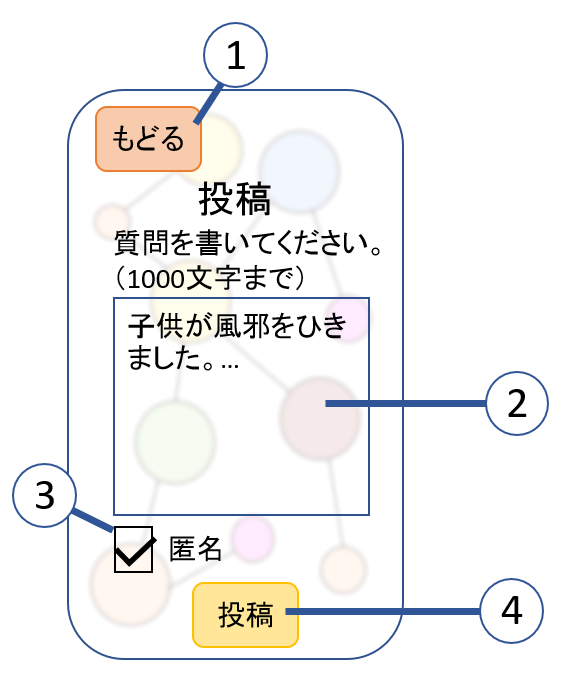 1
もどる
投稿
質問を書いてください。
（1000文字まで）
子供が風邪をひき
ました。...
2
3
匿名
投稿
4